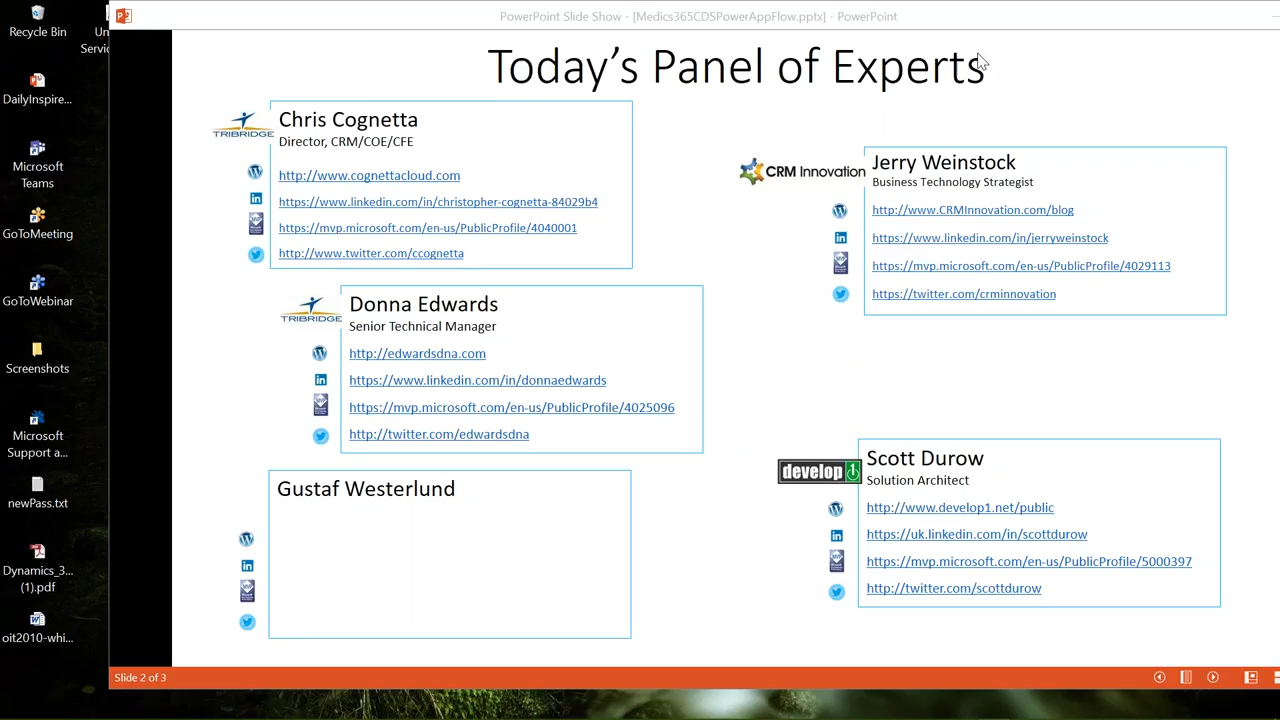 PowerPoint Slide Show - [Medics365CDSPowerAppFlow.pptx] - PowerPoint
Recycle Bin
Un
Servic
DailyInspire...
Microsoft
Teams
GoToMeeting
GoToWebinar
Screenshots
Microsoft
Support a...
newPass.txt
Dynamics_3...
(1).pdf
oit2010-whi...
Today's Panel of Experts
TRIBRIDGE
Chris Cognetta
Director, CRM/COE/CFE
http://www.cognettacloud.com
https://www.linkedin.com/in/christopher-cognetta-84029b4
https://mvp.microsoft.com/en-us/PublicProfile/4040001
http://www.twitter.com/ccognetta
TRIBRIDGE
Donna Edwards
Senior Technical Manager
http://edwardsdna.com
https://www.linkedin.com/in/donnaedwards
https://mvp.microsoft.com/en-us/PublicProfile/4025096
http://twitter.com/edwardsdna
Gustaf Westerlund
CRM Innovation
Jerry Weinstock
Business Technology Strategist
http://www.CRMInnovation.com/blog
https://www.linkedin.com/in/jerryweinstock
https://mvp.microsoft.com/en-us/PublicProfile/4029113
https://twitter.com/crminnovation
develop1
Scott Durow
Solution Architect
http://www.develop1.net/public
https://uk.linkedin.com/in/scottdurow
https://mvp.microsoft.com/en-us/PublicProfile/5000397
http://twitter.com/scottdurow
Slide 2 of 3